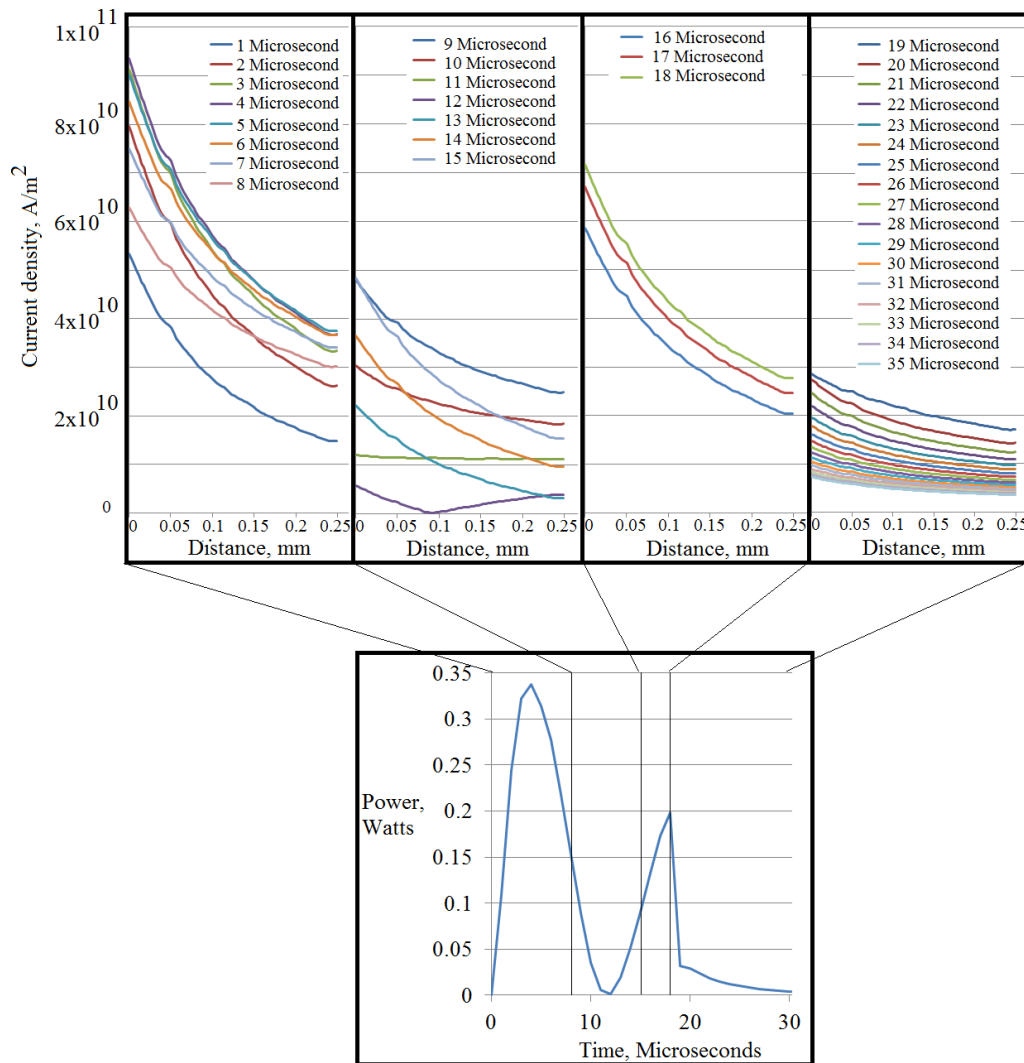 1x10^11
8x10^10
6x10^10
4x10^10
2x10^10
0
Current density, A/m^2
1 Microsecond
2 Microsecond
3 Microsecond
4 Microsecond
5 Microsecond
6 Microsecond
7 Microsecond
8 Microsecond
0 0.05 0.1 0.15 0.2 0.25
Distance, mm
9 Microsecond
10 Microsecond
11 Microsecond
12 Microsecond
13 Microsecond
14 Microsecond
15 Microsecond
0 0.05 0.1 0.15 0.2 0.25
Distance, mm
16 Microsecond
17 Microsecond
18 Microsecond
0 0.05 0.1 0.15 0.2 0.25
Distance, mm
19 Microsecond
20 Microsecond
21 Microsecond
22 Microsecond
23 Microsecond
24 Microsecond
25 Microsecond
26 Microsecond
27 Microsecond
28 Microsecond
29 Microsecond
30 Microsecond
31 Microsecond
32 Microsecond
33 Microsecond
34 Microsecond
35 Microsecond
0 0.05 0.1 0.15 0.2 0.25
Distance, mm
0.35
0.3
0.25
0.2
0.15
0.1
0.05
0
Power,
Watts
0 10 20 30
Time, Microseconds